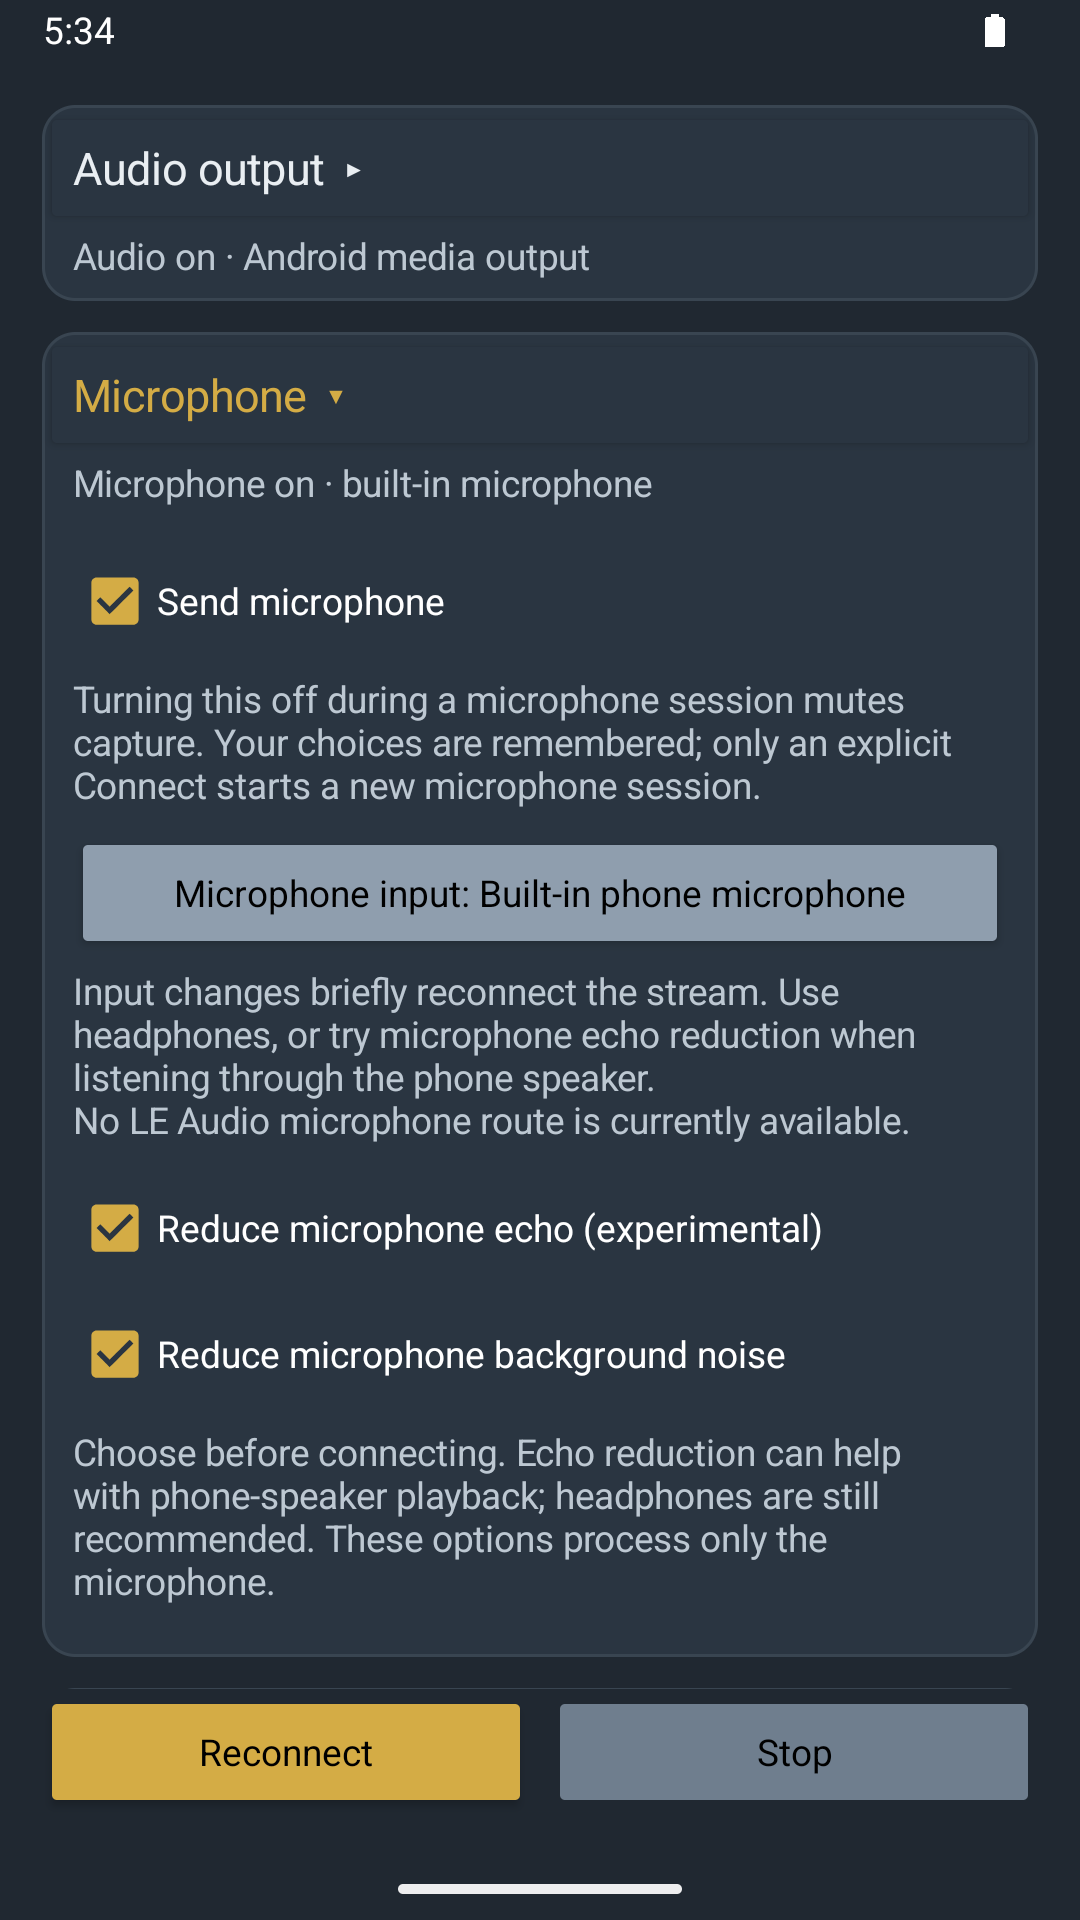 5:34
Audio output ▸
Audio on · Android media output
Microphone ▾
Microphone on · built-in microphone
Send microphone
Turning this off during a microphone session mutes
capture. Your choices are remembered; only an explicit
Connect starts a new microphone session.
Microphone input: Built-in phone microphone
Input changes briefly reconnect the stream. Use
headphones, or try microphone echo reduction when
listening through the phone speaker.
No LE Audio microphone route is currently available.
Reduce microphone echo (experimental)
Reduce microphone background noise
Choose before connecting. Echo reduction can help
with phone-speaker playback; headphones are still
recommended. These options process only the
microphone.
Reconnect
Stop